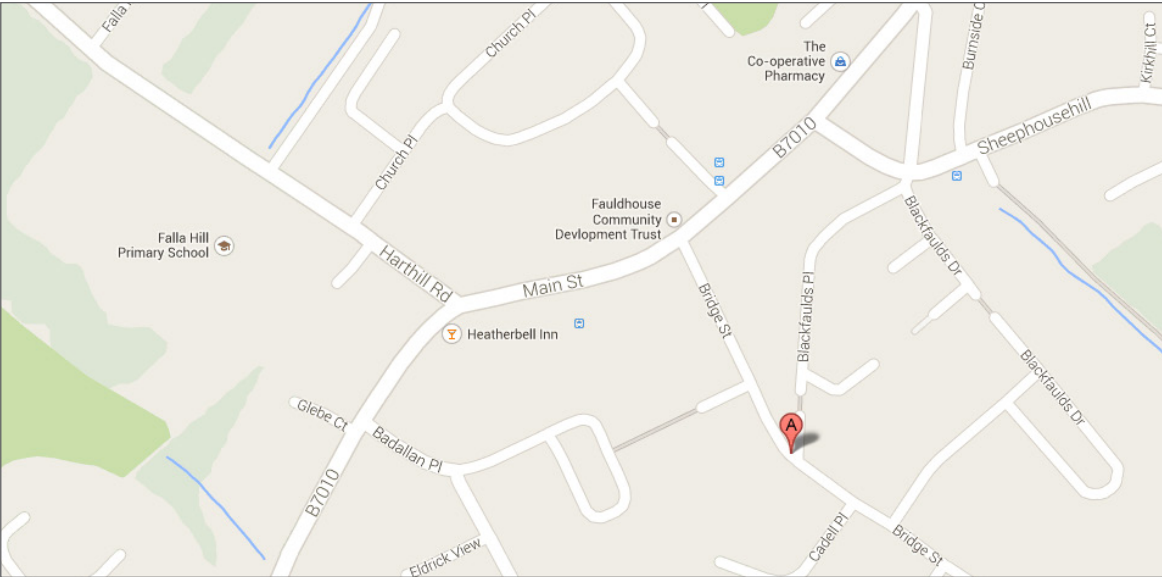 Falla
Church Pl
Burnside
Kirkhill Ct
The
Co-operative
Pharmacy
B7010
Sheephousehill
Church Pl
Fauldhouse
Community
Devlopment Trust
Falla Hill
Primary School
Harthill Rd
Main St
Blackfaulds Dr
Bridge St
Blackfaulds Pl
Heatherbell Inn
Blackfaulds Dr
Glebe Ct
Badallan Pl
A
B7010
Eldrick View
Cadell Pl
Bridge St